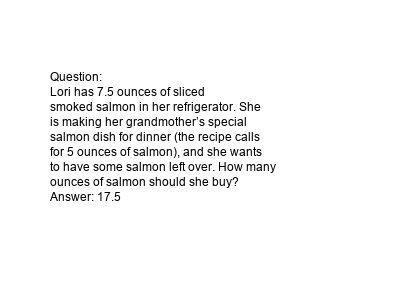 Question:
Lori has 7.5 ounces of sliced
smoked salmon in her refrigerator. She
is making her grandmother’s special
salmon dish for dinner (the recipe calls
for 5 ounces of salmon), and she wants
to have some salmon left over. How many
ounces of salmon should she buy?
Answer: 17.5